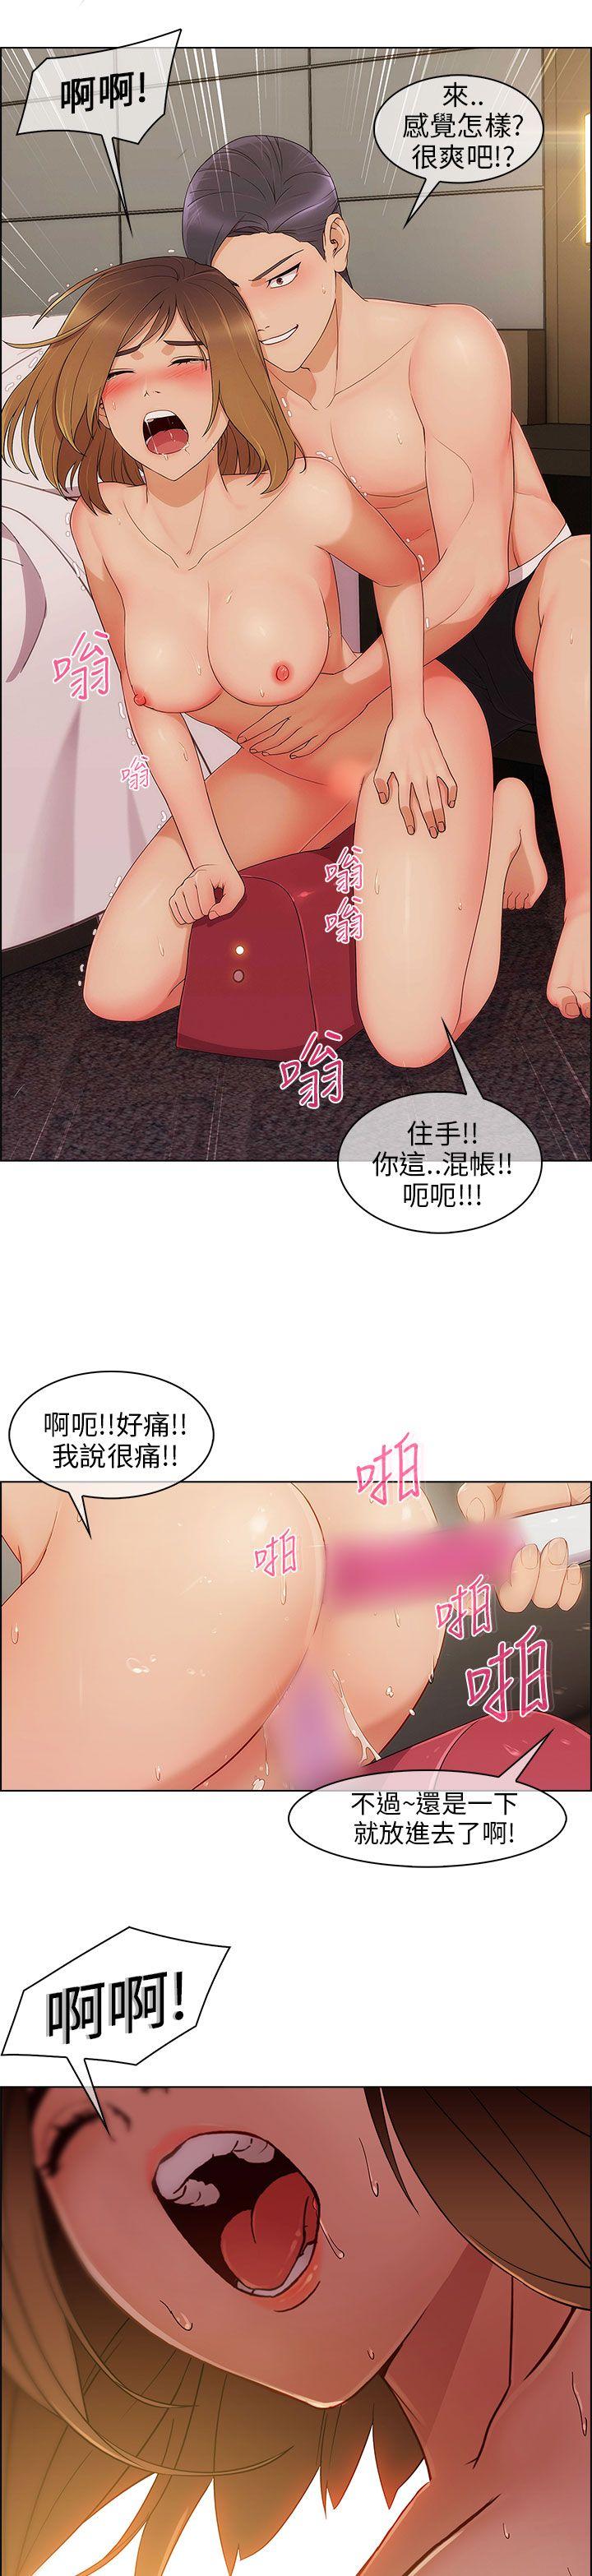 啊啊!
來..
感覺怎樣?
很爽吧!?
嗡
嗡
嗡
嗡
嗡
住手!!
你這..混帳!!
呃呃!!!
啊呃!!好痛!!
我說很痛!!
啪
啪
啪
啪
不過~還是一下
就放進去了啊!
啊啊!